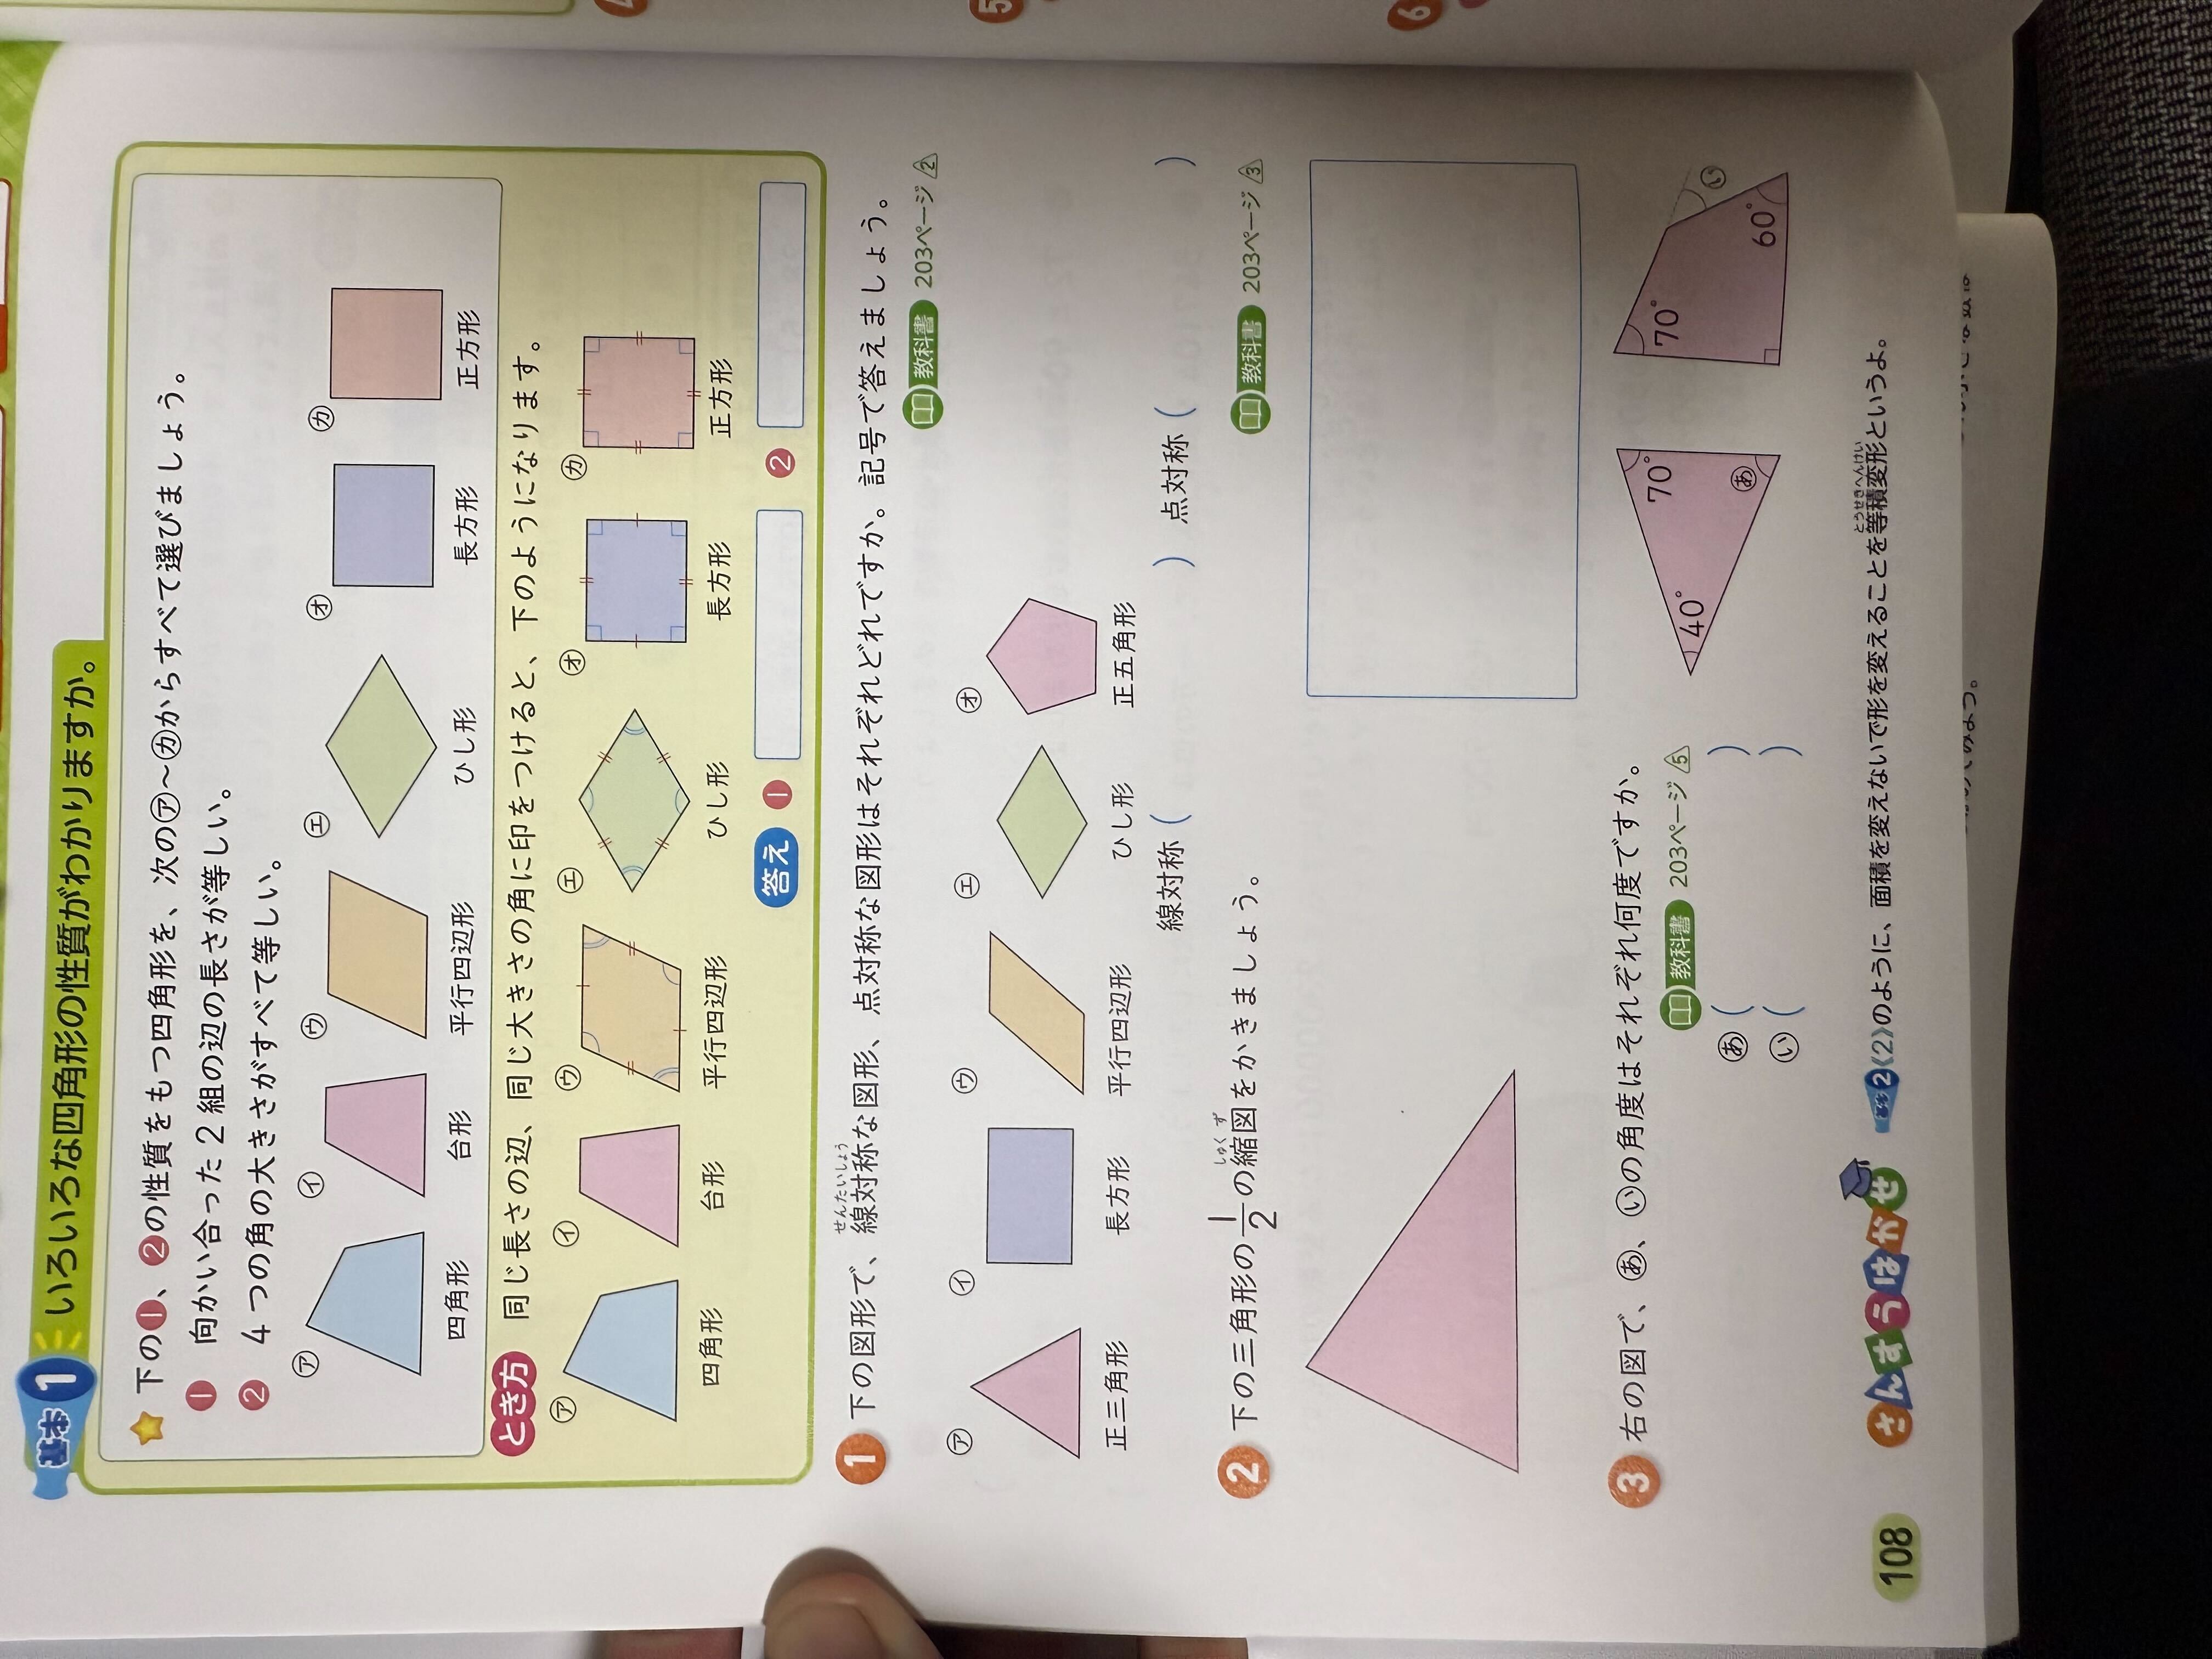 基本 1 いろいろな四角形の性質がわかりますか。
下の❶、❷の性質をもつ四角形を、次の㋐～㋕からすべて選びましょう。
❶ 向かい合った2組の辺の長さが等しい。
❷ 4つの角の大きさがすべて等しい。
㋐ ㋑ ㋒ ㋓ ㋔ ㋕
四角形 台形 平行四辺形 ひし形 長方形 正方形
とき方 同じ長さの辺、同じ大きさの角に印をつけると、下のようになります。
㋐ ㋑ ㋒ ㋓ ㋔ ㋕
四角形 台形 平行四辺形 ひし形 長方形 正方形
答え ❶ ❷
1 下の図形で、線対称な図形、点対称な図形はそれぞれどれですか。記号で答えましょう。
せんたいしょう
教科書 203ページ 2
㋐ ㋑ ㋒ ㋓ ㋔
正三角形 長方形 平行四辺形 ひし形 正五角形
線対称( ) 点対称( )
2 下の三角形の1/2の縮図をかきましょう。
しゅくず
教科書 203ページ 3
3 右の図で、あ、いの角度はそれぞれ何度ですか。
教科書 203ページ 5
あ( )
い( )
40° 70° あ
70° 60° い
さんすうはかせ 基本2《2》のように、面積を変えないで形を変えることを等積変形というよ。
とうせきへんけい
108
5
6